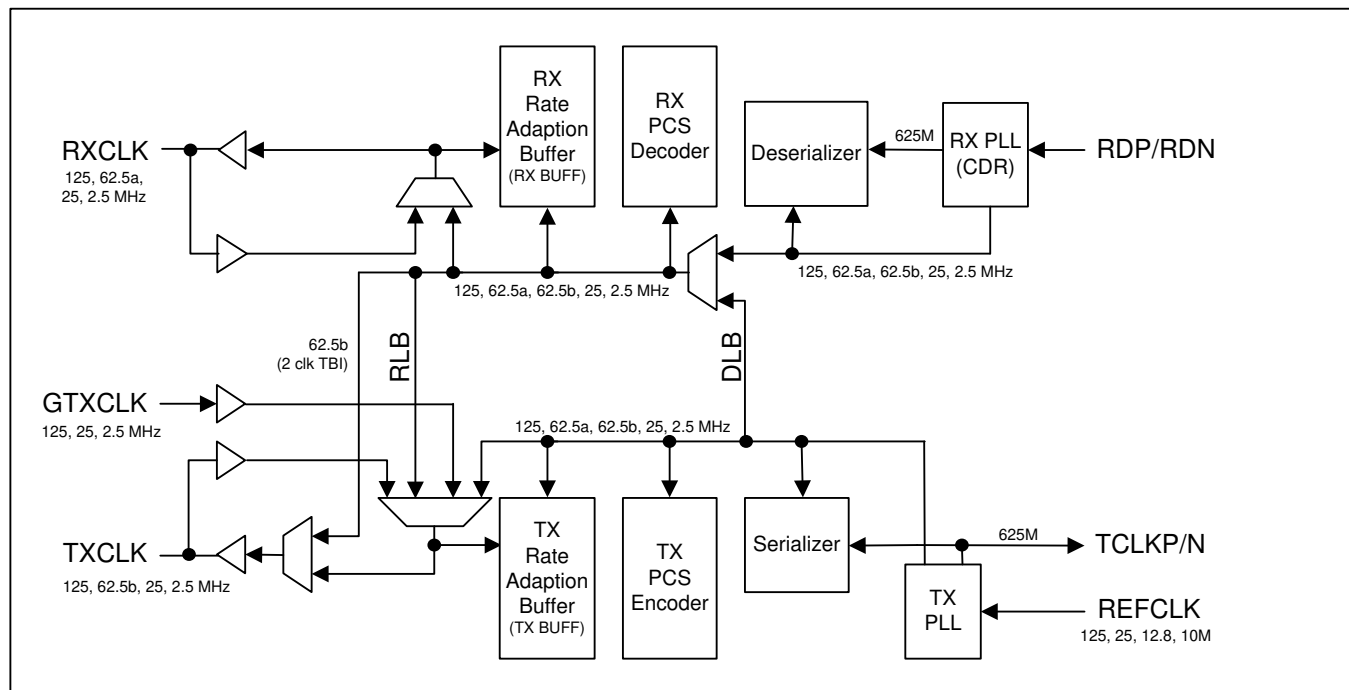 RX
Rate
Adaption
Buffer
(RX BUFF)
RX
PCS
Decoder
Deserializer
625M
RX PLL
(CDR)
RDP/RDN
RXCLK
125, 62.5a,
25, 2.5 MHz
125, 62.5a, 62.5b, 25, 2.5 MHz
125, 62.5a, 62.5b, 25, 2.5 MHz
62.5b
(2 clk TBI)
RLB
DLB
GTXCLK
125, 25, 2.5 MHz
125, 62.5a, 62.5b, 25, 2.5 MHz
TXCLK
125, 62.5b, 25, 2.5 MHz
TX
Rate
Adaption
Buffer
(TX BUFF)
TX
PCS
Encoder
Serializer
625M
TCLKP/N
TX
PLL
REFCLK
125, 25, 12.8, 10M